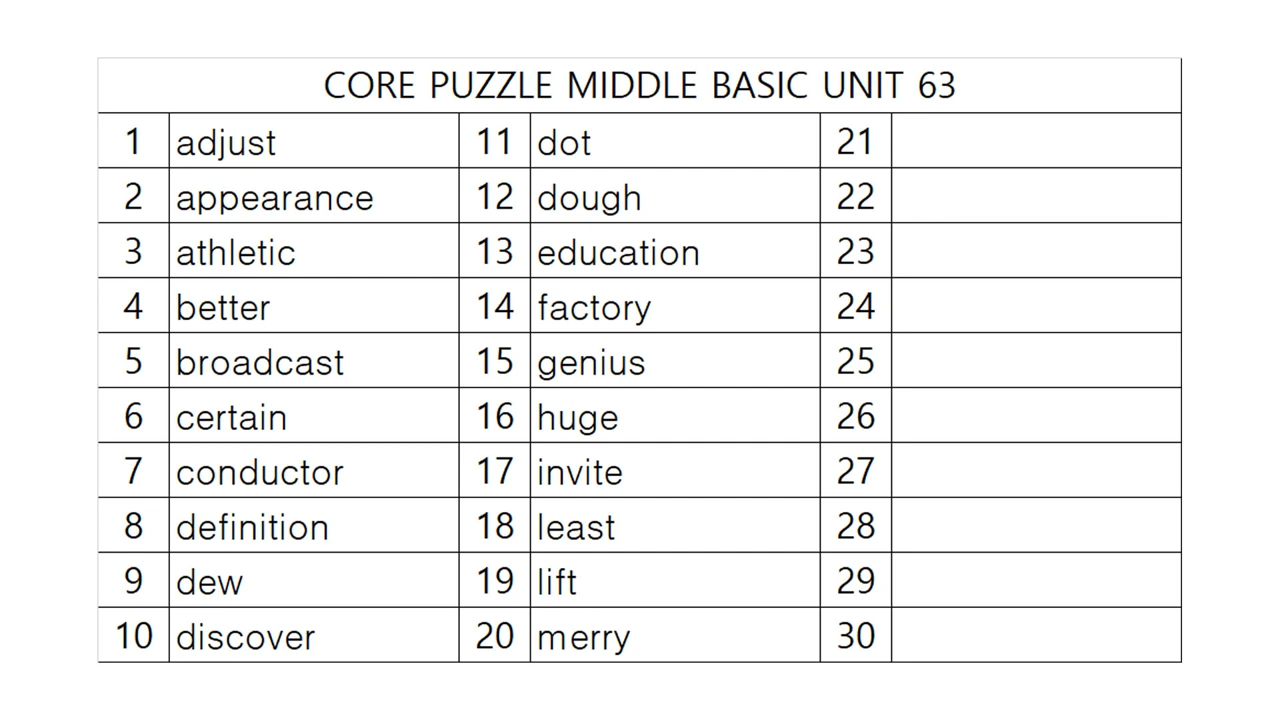 CORE PUZZLE MIDDLE BASIC UNIT 63
1 adjust 11 dot 21
2 appearance 12 dough 22
3 athletic 13 education 23
4 better 14 factory 24
5 broadcast 15 genius 25
6 certain 16 huge 26
7 conductor 17 invite 27
8 definition 18 least 28
9 dew 19 lift 29
10 discover 20 merry 30